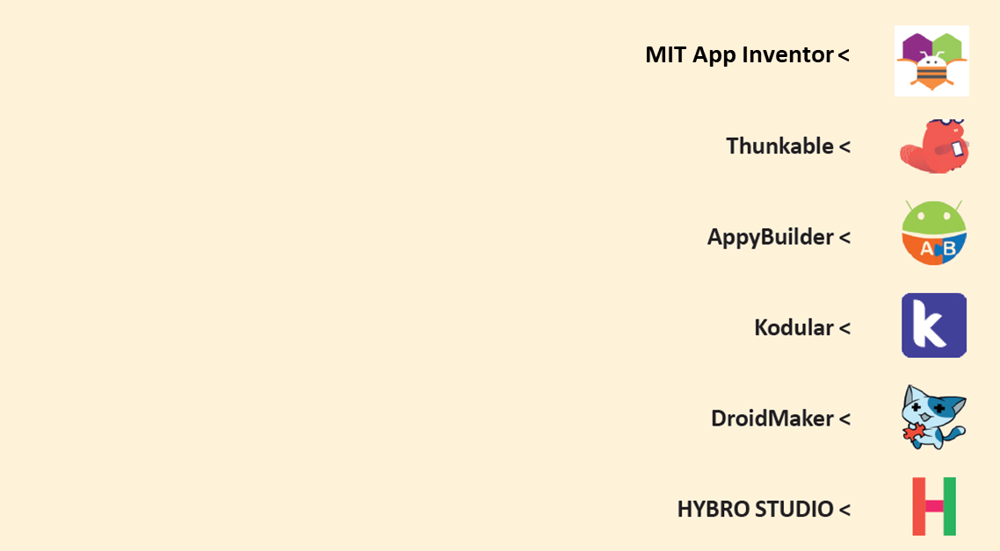 MIT App Inventor <
Thunkable <
AppyBuilder <
A B
Kodular <
k
DroidMaker <
HYBRO STUDIO <
H